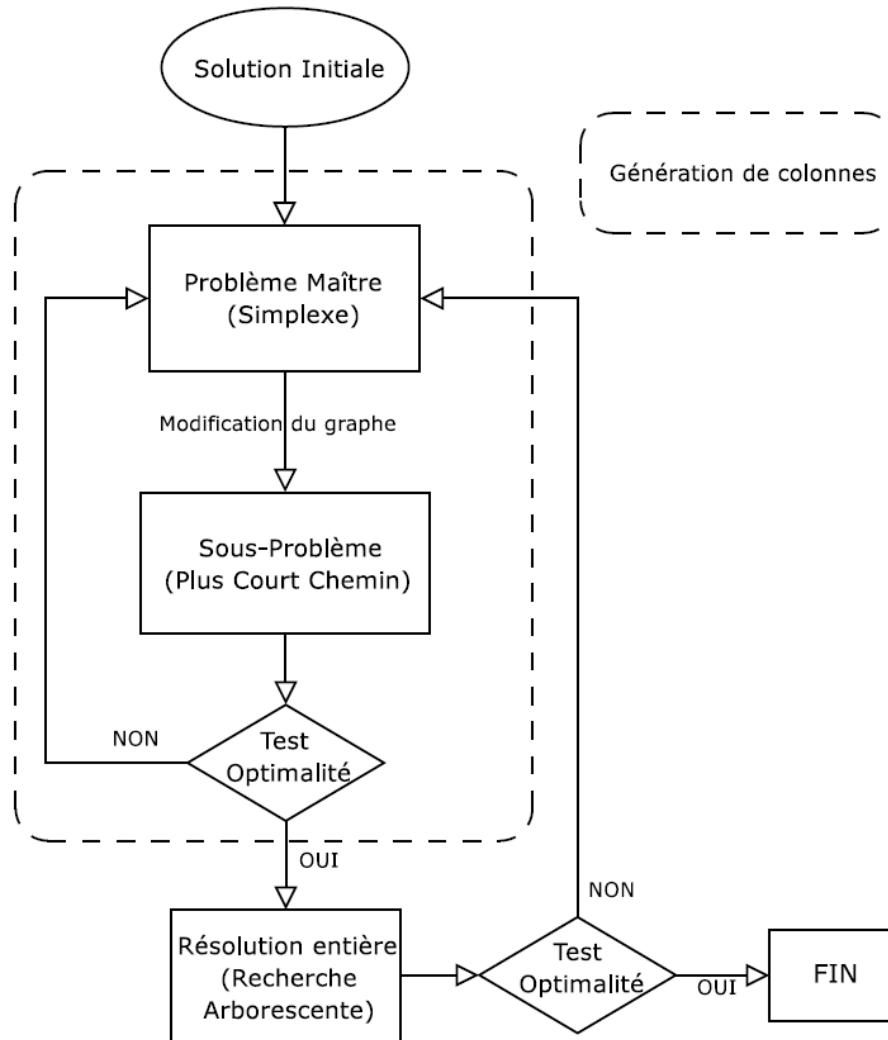 Solution Initiale
Génération de colonnes
Problème Maître
(Simplexe)
Modification du graphe
Sous-Problème
(Plus Court Chemin)
NON
Test
Optimalité
OUI
NON
Résolution entière
(Recherche
Arborescente)
Test
Optimalité
OUI
FIN